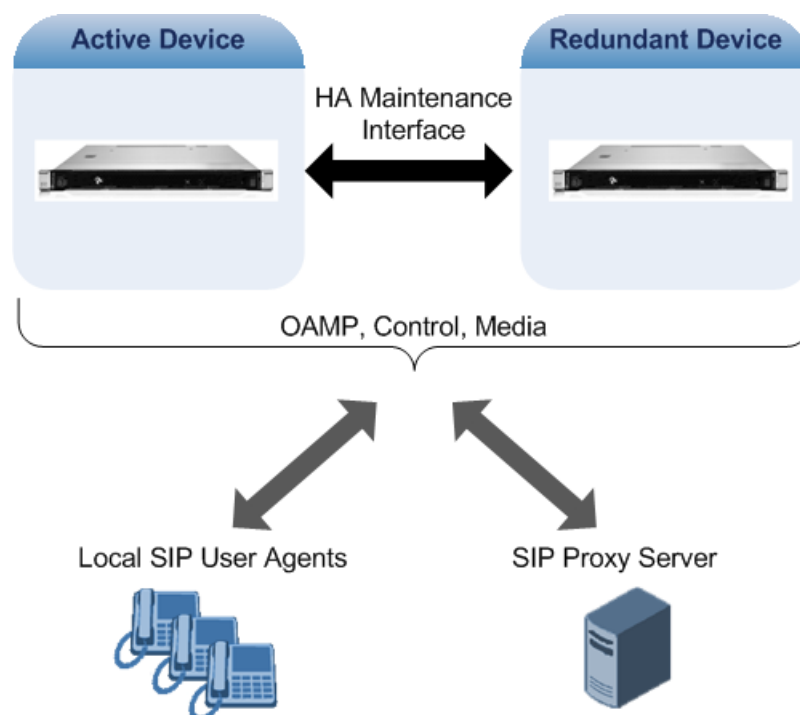 Active Device
Redundant Device
HA Maintenance
Interface
OAMP, Control, Media
Local SIP User Agents
SIP Proxy Server